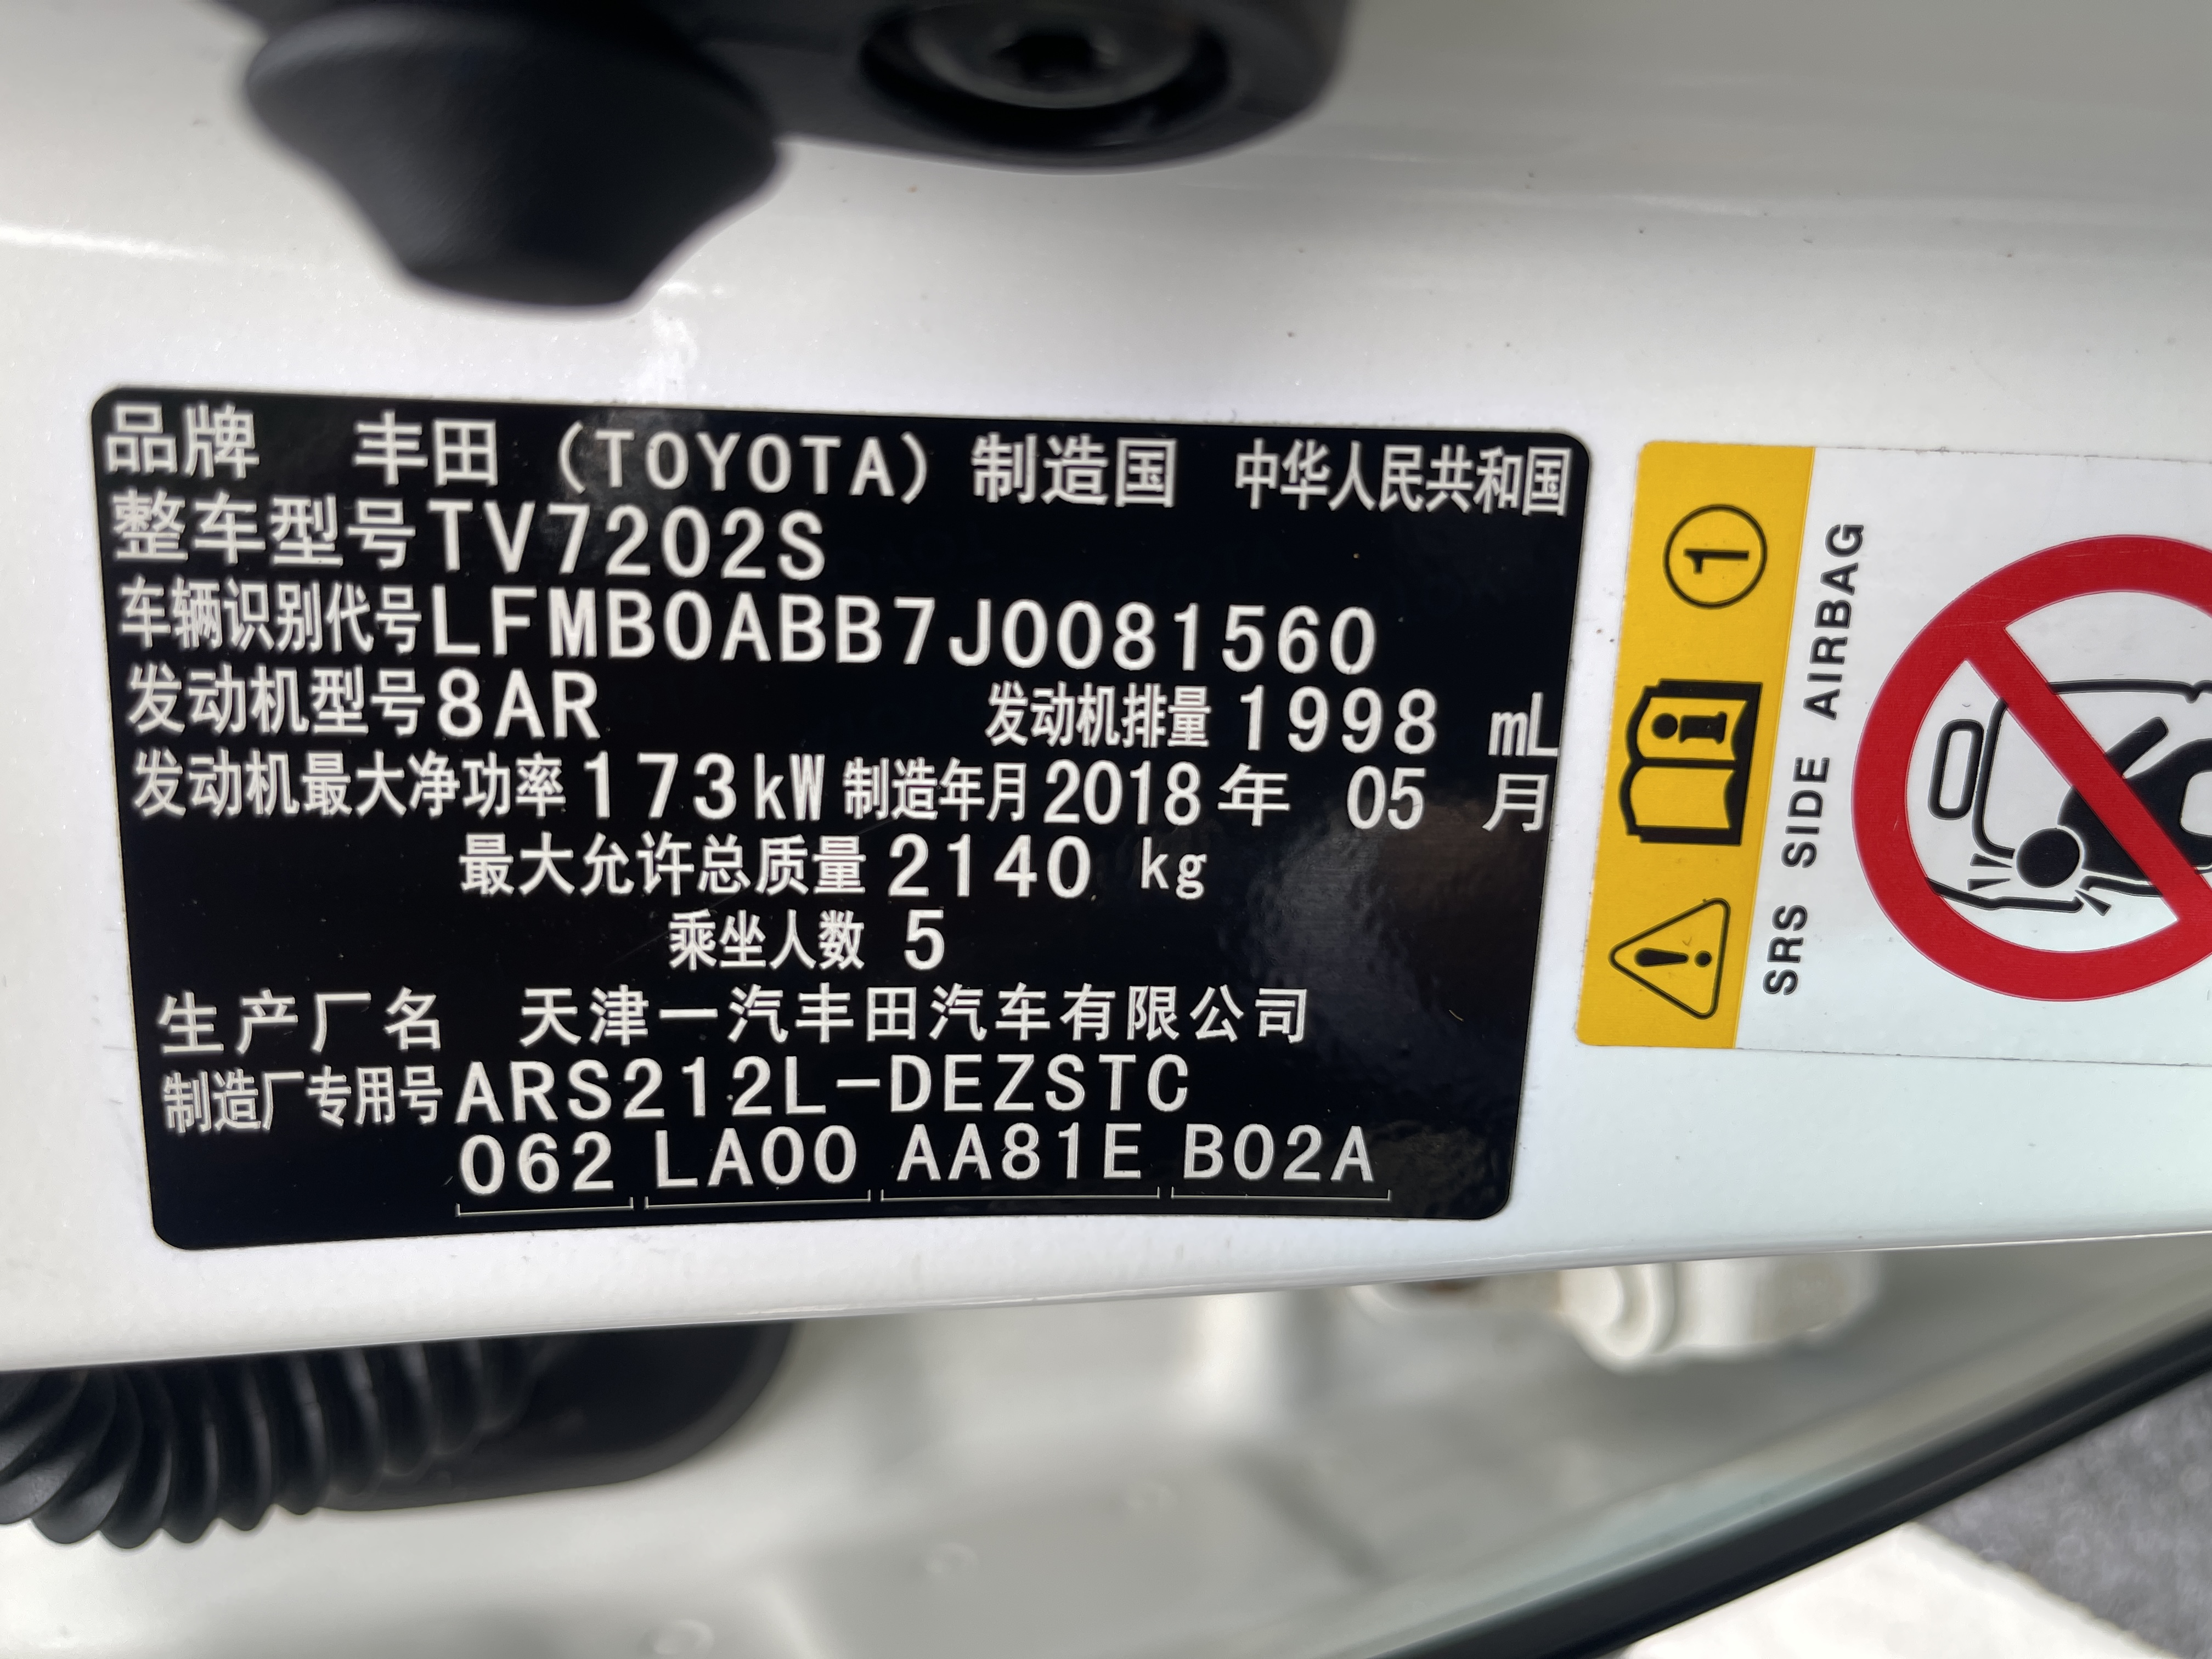 品牌 丰田（TOYOTA）制造国 中华人民共和国
整车型号TV7202S
车辆识别代号LFMB0ABB7J0081560
发动机型号8AR 发动机排量1998 mL
发动机最大净功率173kW制造年月2018年 05 月
最大允许总质量2140 kg
乘坐人数 5
生产厂名 天津一汽丰田汽车有限公司
制造厂专用号ARS212L-DEZSTC
062 LA00 AA81E B02A
1
SRS SIDE AIRBAG